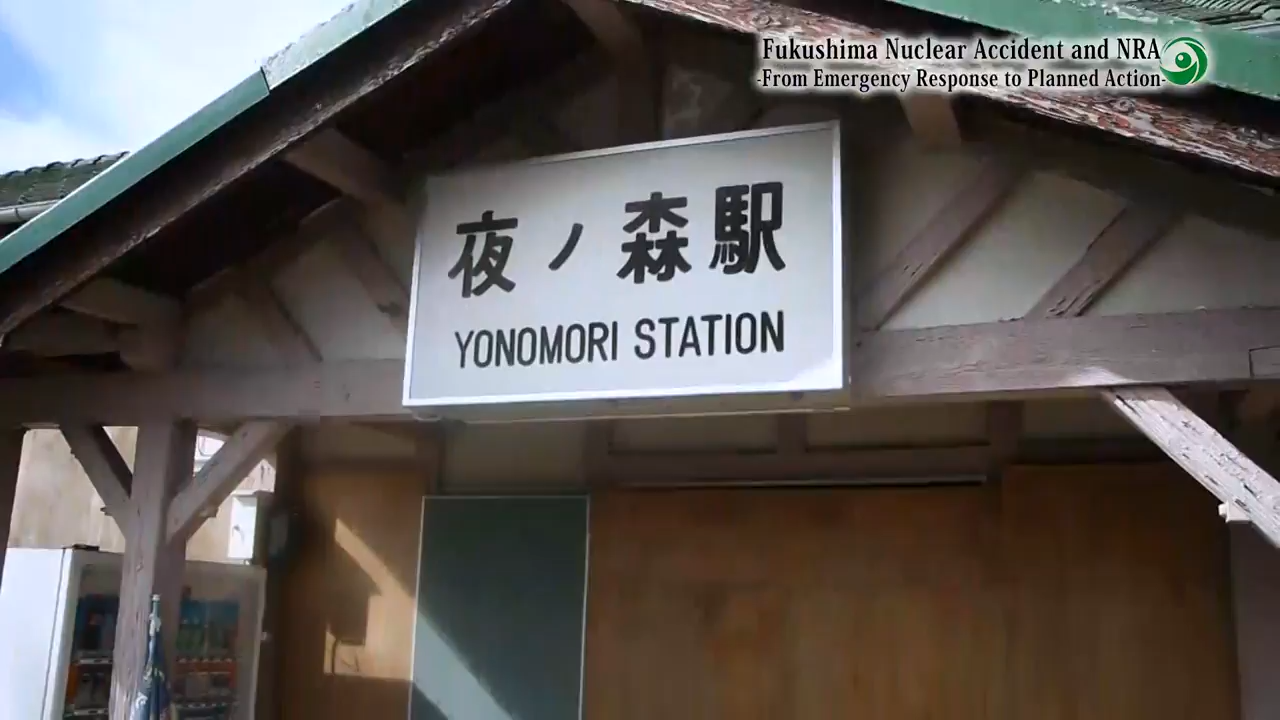 Fukushima Nuclear Accident and NRA
-From Emergency Response to Planned Action-
夜ノ森駅
YONOMORI STATION